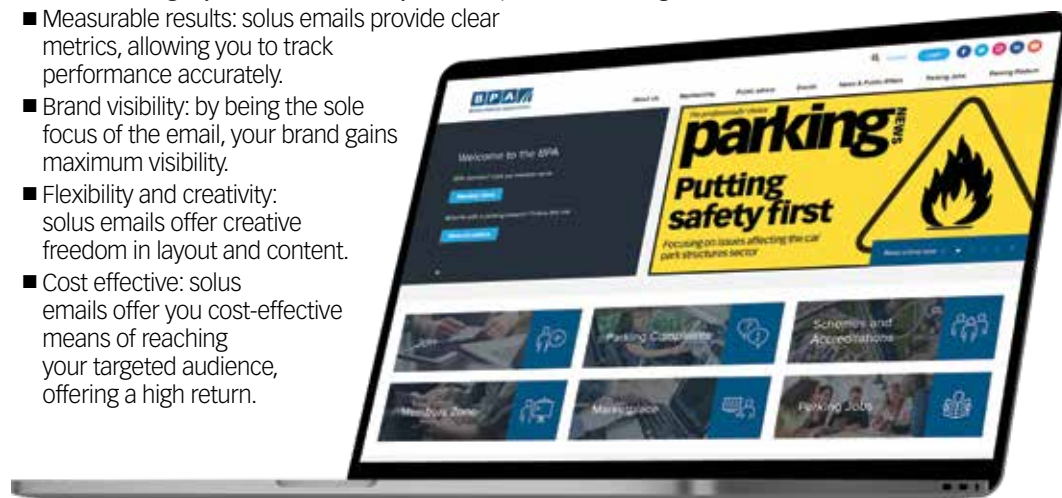 ■ Measurable results: solus emails provide clear
metrics, allowing you to track
performance accurately.
■ Brand visibility: by being the sole
focus of the email, your brand gains
maximum visibility.
■ Flexibility and creativity:
solus emails offer creative
freedom in layout and content.
■ Cost effective: solus
emails offer you cost-effective
means of reaching
your targeted audience,
offering a high return.
BPA
About Us Membership Public advice Events News & Public Affairs Parking Jobs Parking Matters
Welcome to the BPA
parking
NEWS
Putting
safety first
Focusing on issues affecting the car
park structures sector
Join
Parking Complaints
Schemes and
Accreditations
Members Zone
Marketplace
Parking Jobs